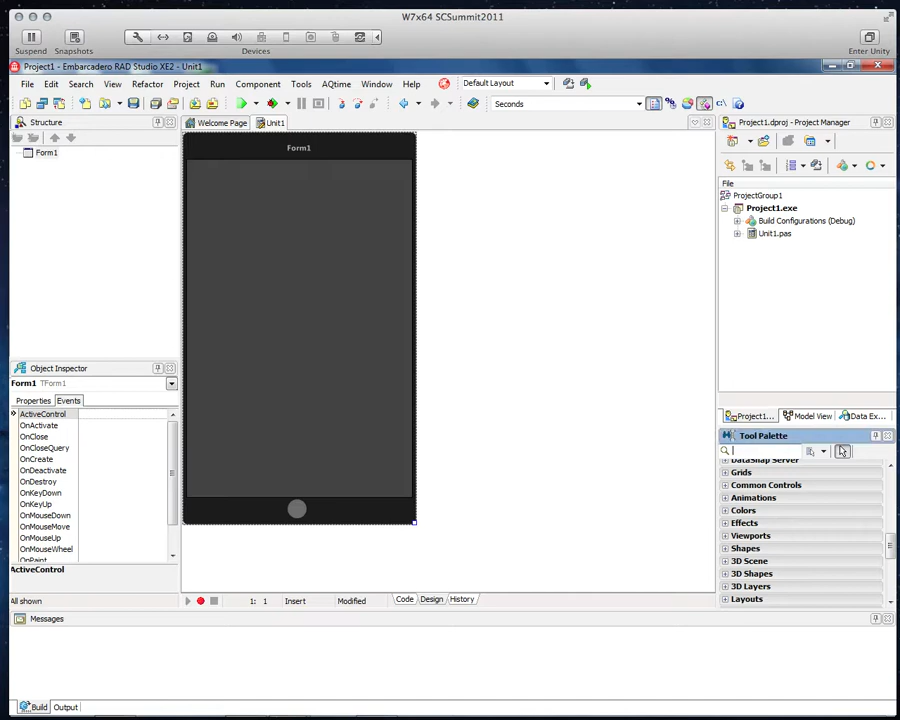 W7x64 SCSummit2011
Suspend
Snapshots
Devices
Enter Unity
Project1 - Embarcadero RAD Studio XE2 - Unit1
File Edit Search View Refactor Project Run Component Tools AQtime Window Help
Default Layout
Seconds
Structure
Form1
Welcome Page
Unit1
Form1
Project1.dproj - Project Manager
File
ProjectGroup1
Project1.exe
Build Configurations (Debug)
Unit1.pas
Project1...
Model View
Data Ex...
Object Inspector
Form1 TForm1
Properties
Events
ActiveControl
OnActivate
OnClose
OnCloseQuery
OnCreate
OnDeactivate
OnDestroy
OnKeyDown
OnKeyUp
OnMouseDown
OnMouseMove
OnMouseUp
OnMouseWheel
OnPaint
ActiveControl
All shown
Tool Palette
DataSnap Server
Grids
Common Controls
Animations
Colors
Effects
Viewports
Shapes
3D Scene
3D Shapes
3D Layers
Layouts
1: 1
Insert
Modified
Code
Design
History
Messages
Build
Output